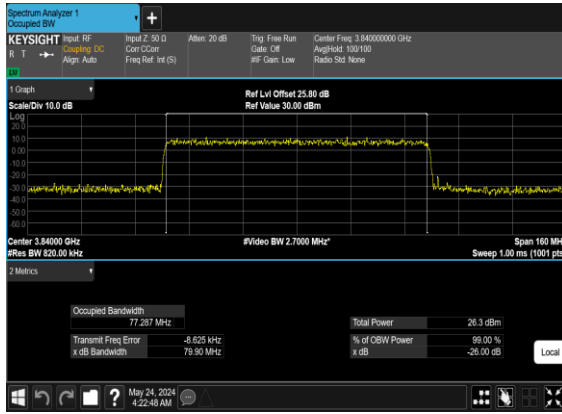 Spectrum Analyzer 1
Occupied BW
+
KEYSIGHT Input: RF Input Z: 50 Ω Atten: 20 dB Trig: Free Run Center Freq: 3.840000000 GHz
R T Coupling: DC Corr CCorr Gate: Off Avg|Hold: 100/100
Align: Auto Freq Ref: Int (S) #IF Gain: Low Radio Std: None
1 Graph
Ref Lvl Offset 25.80 dB
Scale/Div 10.0 dB Ref Value 30.00 dBm
Log
20.0
10.0
0.00
-10.0
-20.0
-30.0
-40.0
-50.0
-60.0
Center 3.84000 GHz #Video BW 2.7000 MHz* Span 160 MH
#Res BW 820.00 kHz Sweep 1.00 ms (1001 pts
2 Metrics
Occupied Bandwidth
77.287 MHz Total Power 26.3 dBm
Transmit Freq Error -8.625 kHz % of OBW Power 99.00 %
x dB Bandwidth 79.90 MHz x dB -26.00 dB
Local
? May 24, 2024
4:22:48 AM